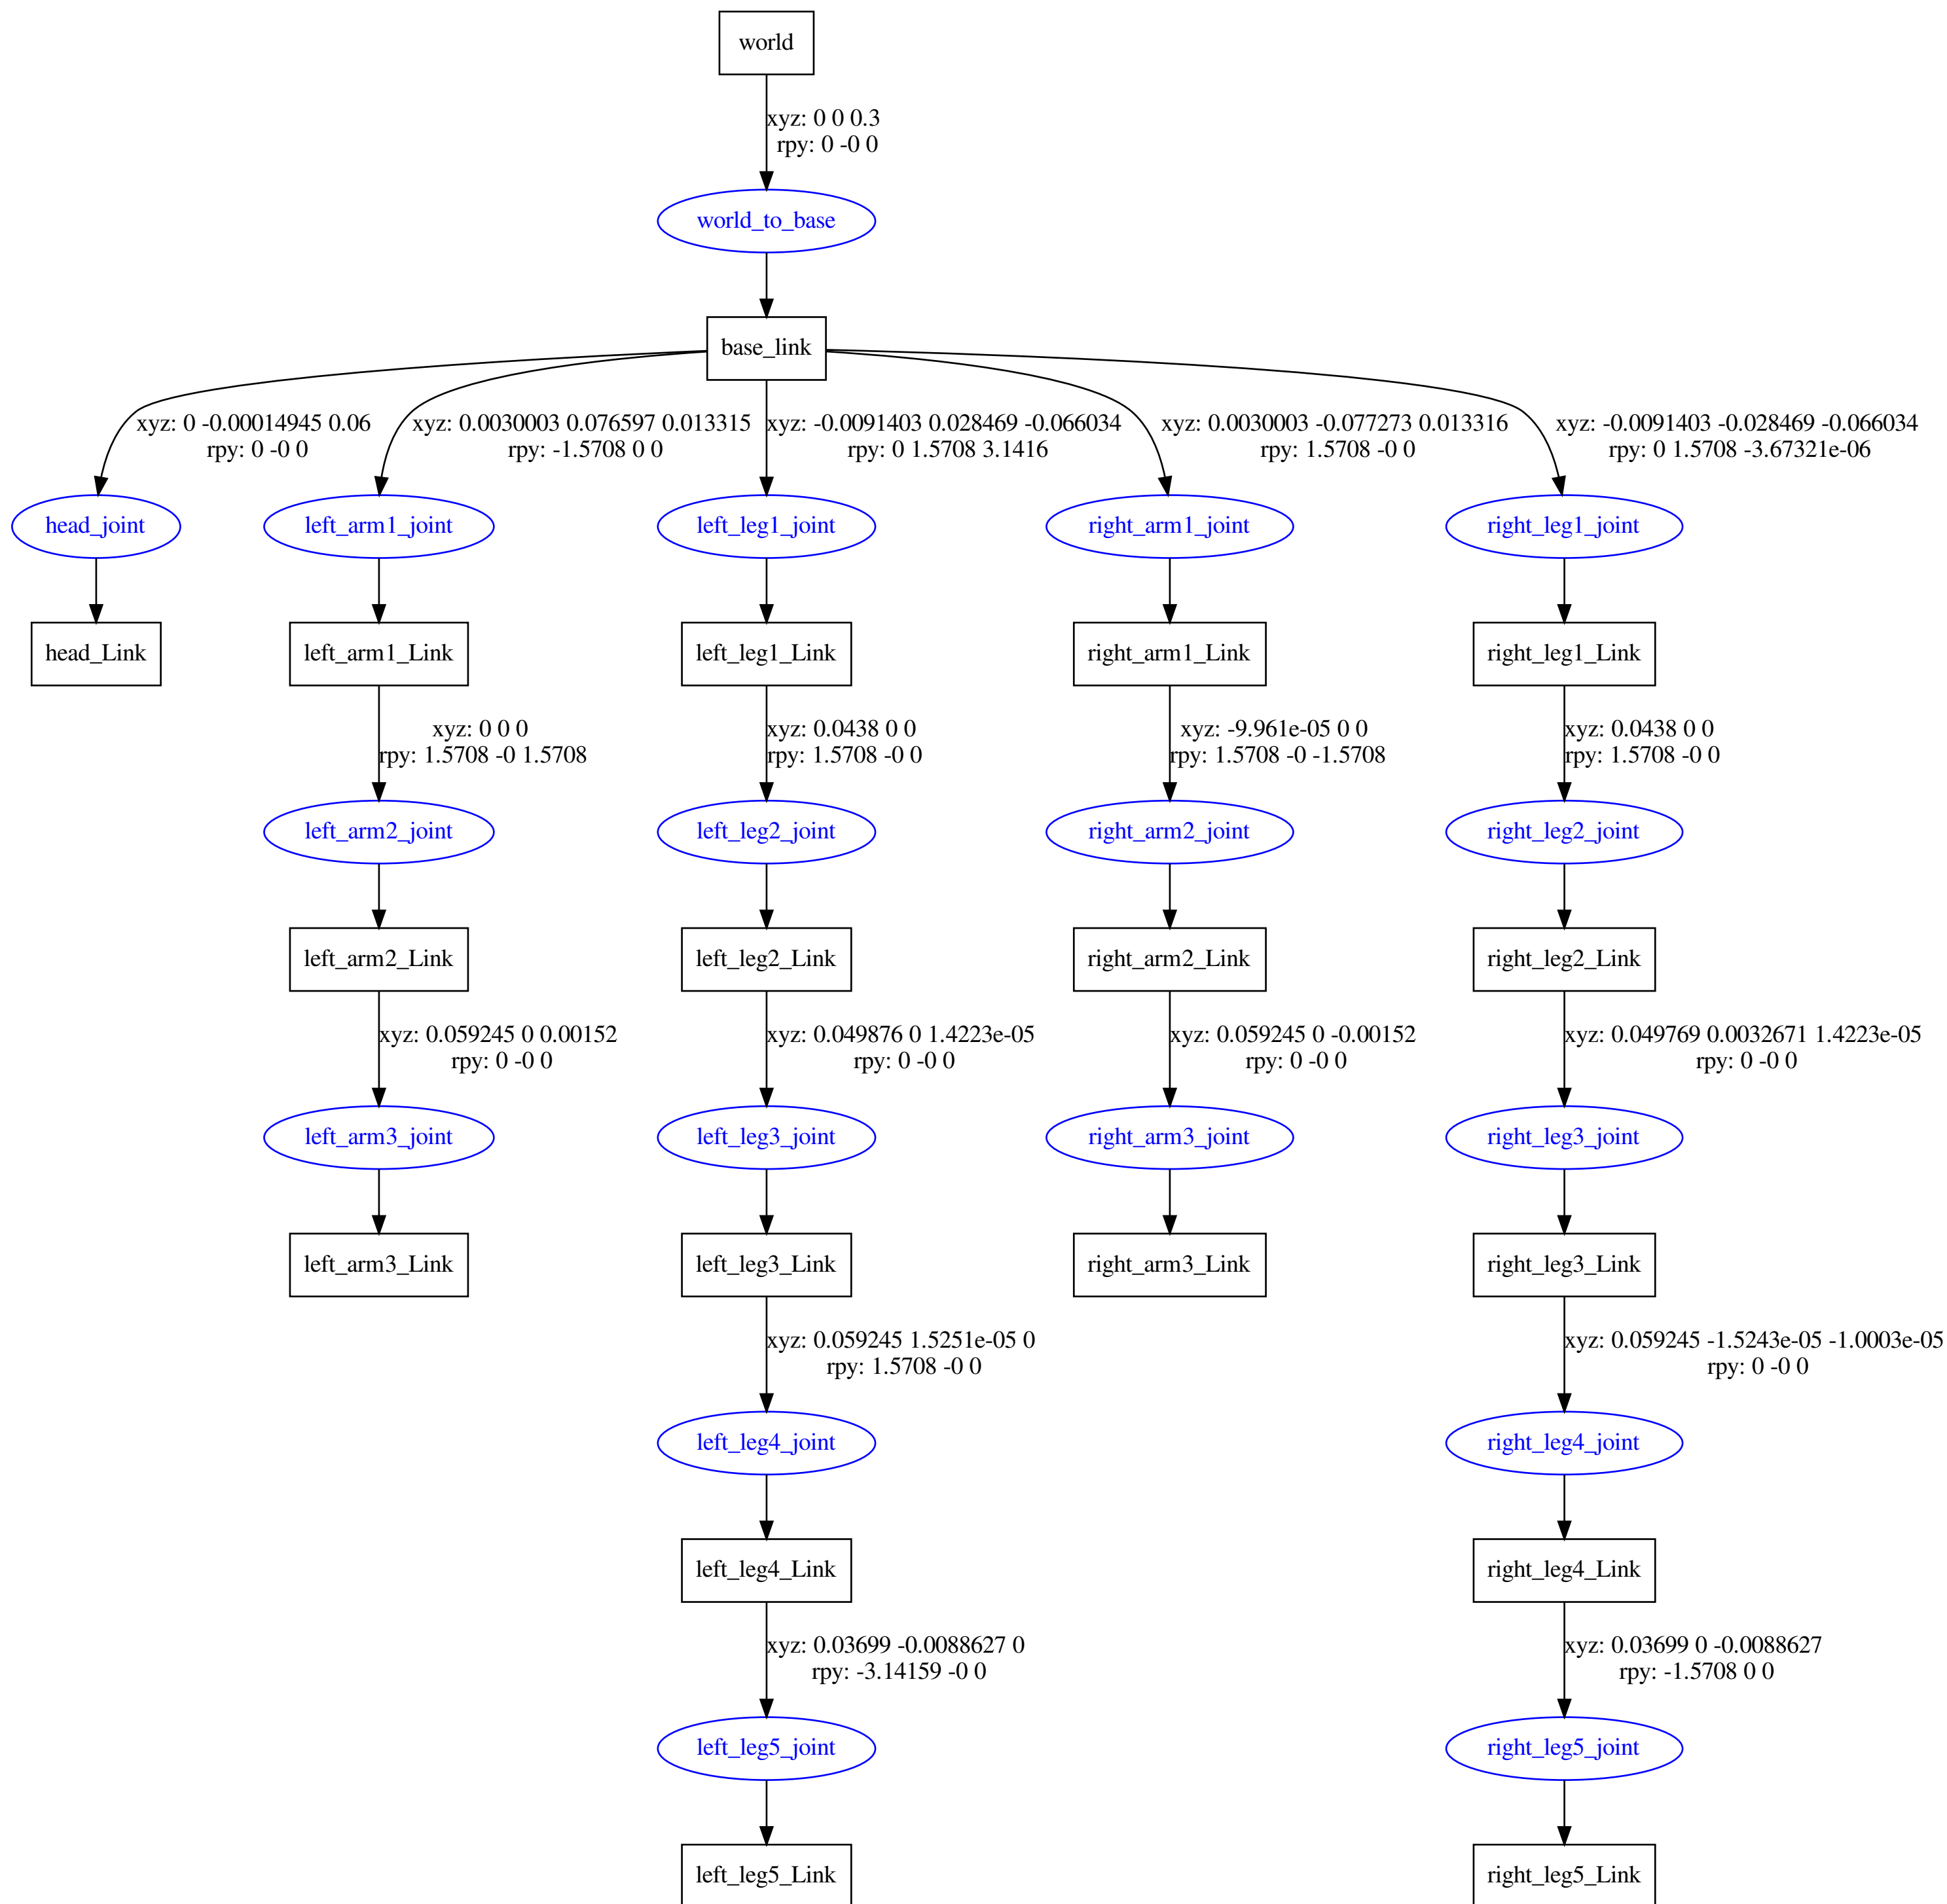 world
xyz: 0 0 0.3
rpy: 0 -0 0
world_to_base
base_link
xyz: 0 -0.00014945 0.06
rpy: 0 -0 0
xyz: 0.0030003 0.076597 0.013315
rpy: -1.5708 0 0
xyz: -0.0091403 0.028469 -0.066034
rpy: 0 1.5708 3.1416
xyz: 0.0030003 -0.077273 0.013316
rpy: 1.5708 -0 0
xyz: -0.0091403 -0.028469 -0.066034
rpy: 0 1.5708 -3.67321e-06
head_joint
left_arm1_joint
left_leg1_joint
right_arm1_joint
right_leg1_joint
head_Link
left_arm1_Link
left_leg1_Link
right_arm1_Link
right_leg1_Link
xyz: 0 0 0
rpy: 1.5708 -0 1.5708
xyz: 0.0438 0 0
rpy: 1.5708 -0 0
xyz: -9.961e-05 0 0
rpy: 1.5708 -0 -1.5708
xyz: 0.0438 0 0
rpy: 1.5708 -0 0
left_arm2_joint
left_leg2_joint
right_arm2_joint
right_leg2_joint
left_arm2_Link
left_leg2_Link
right_arm2_Link
right_leg2_Link
xyz: 0.059245 0 0.00152
rpy: 0 -0 0
xyz: 0.049876 0 1.4223e-05
rpy: 0 -0 0
xyz: 0.059245 0 -0.00152
rpy: 0 -0 0
xyz: 0.049769 0.0032671 1.4223e-05
rpy: 0 -0 0
left_arm3_joint
left_leg3_joint
right_arm3_joint
right_leg3_joint
left_arm3_Link
left_leg3_Link
right_arm3_Link
right_leg3_Link
xyz: 0.059245 1.5251e-05 0
rpy: 1.5708 -0 0
xyz: 0.059245 -1.5243e-05 -1.0003e-05
rpy: 0 -0 0
left_leg4_joint
right_leg4_joint
left_leg4_Link
right_leg4_Link
xyz: 0.03699 -0.0088627 0
rpy: -3.14159 -0 0
xyz: 0.03699 0 -0.0088627
rpy: -1.5708 0 0
left_leg5_joint
right_leg5_joint
left_leg5_Link
right_leg5_Link